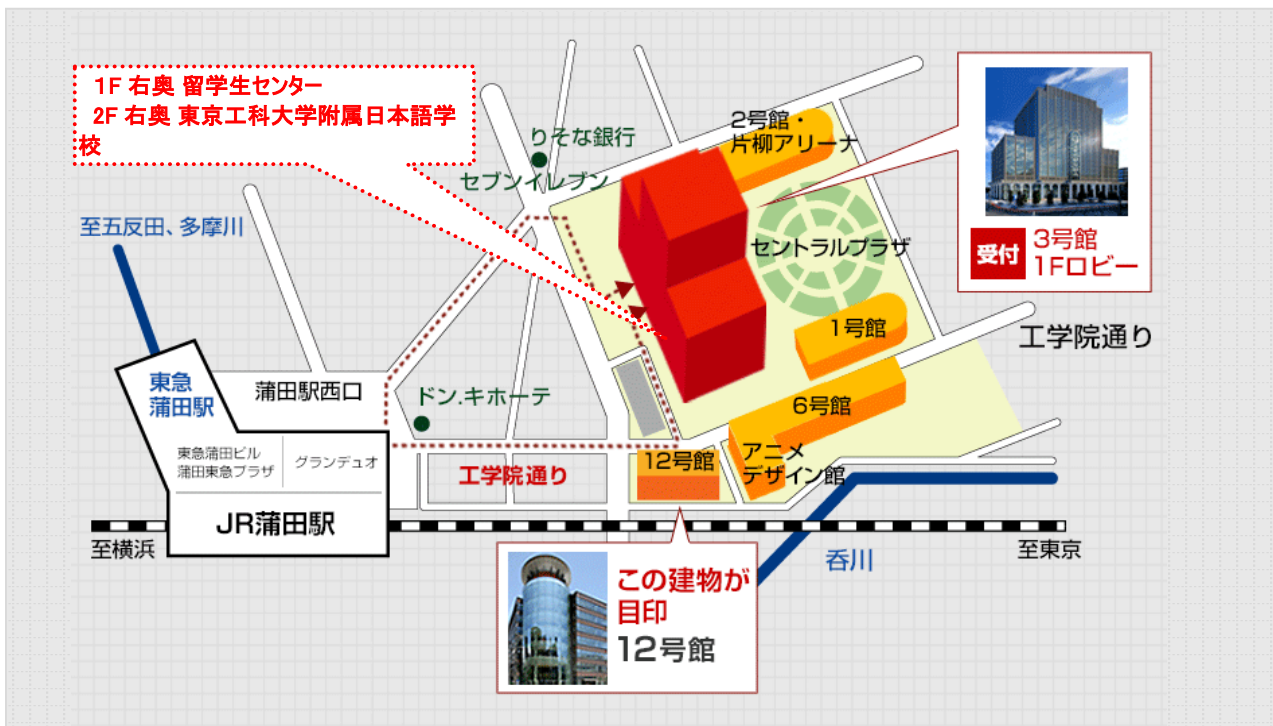 1F 右奥 留学生センター
2F 右奥 東京工科大学附属日本語学
校
りそな銀行
セブンイレブン
2号館・
片柳アリーナ
セントラルプラザ
受付
3号館
1Fロビー
至五反田、多摩川
1号館
工学院通り
東急
蒲田駅
蒲田駅西口
ドン.キホーテ
6号館
東急蒲田ビル
蒲田東急プラザ
グランデュオ
工学院通り
12号館
アニメ
デザイン館
JR蒲田駅
至横浜
至東京
呑川
この建物が
目印
12号館